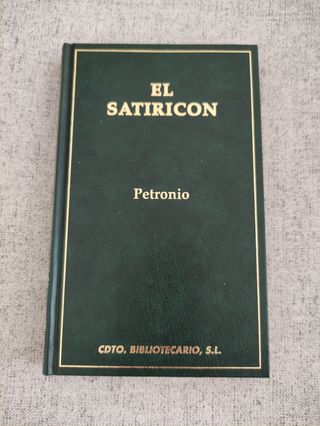 EL
SATIRICON
Petronio
CDTO. BIBLIOTECARIO, S.L.